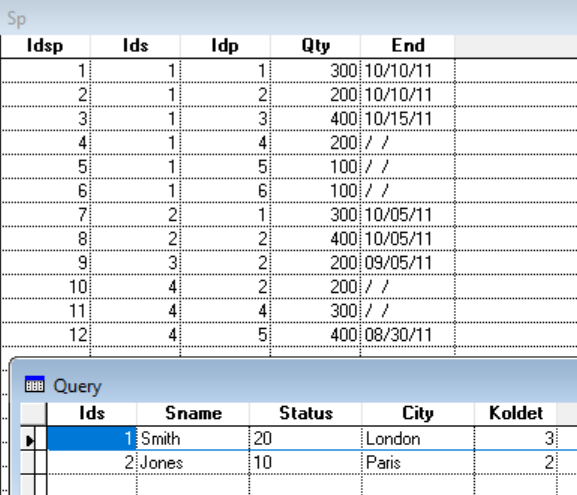 Sp
Idsp Ids Idp Qty End
1 1 1 300 10/10/11
2 1 2 200 10/10/11
3 1 3 400 10/15/11
4 1 4 200 / /
5 1 5 100 / /
6 1 6 100 / /
7 2 1 300 10/05/11
8 2 2 400 10/05/11
9 3 2 200 09/05/11
10 4 2 200 / /
11 4 4 300 / /
12 4 5 400 08/30/11
Query
Ids Sname Status City Koldet
1 Smith 20 London 3
2 Jones 10 Paris 2